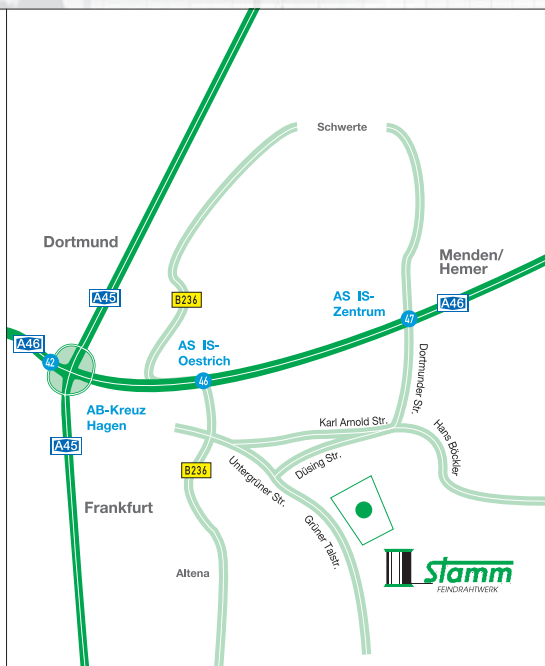 Schwerte
Dortmund
Menden/
Hemer
A45
B236
AS IS-
Zentrum
A46
47
A46
42
AS IS-
Oestrich
46
Dortmunder Str.
AB-Kreuz
Hagen
Karl Arnold Str.
Hans Böckler
A45
B236
Untergrüner Str.
Düsing Str.
Frankfurt
Grüner Talstr.
Altena
Stamm
FEINDRAHTWERK